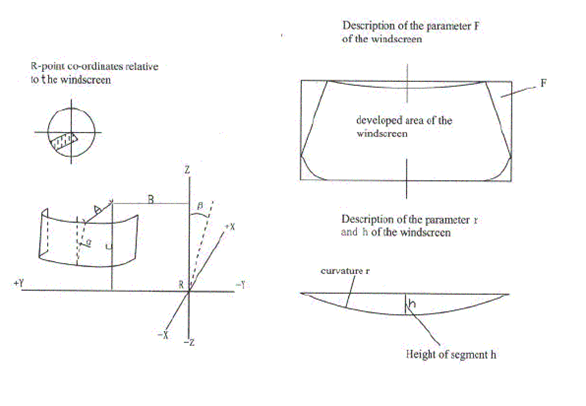 R-point co-ordinates relative
to the windscreen
Z
A
B
β
+X
α
C
+Y
R
-Y
-X
-Z
Description of the parameter F
of the windscreen
F
developed area of the
windscreen
Description of the parameter r
and h of the windscreen
curvature r
h
Height of segment h